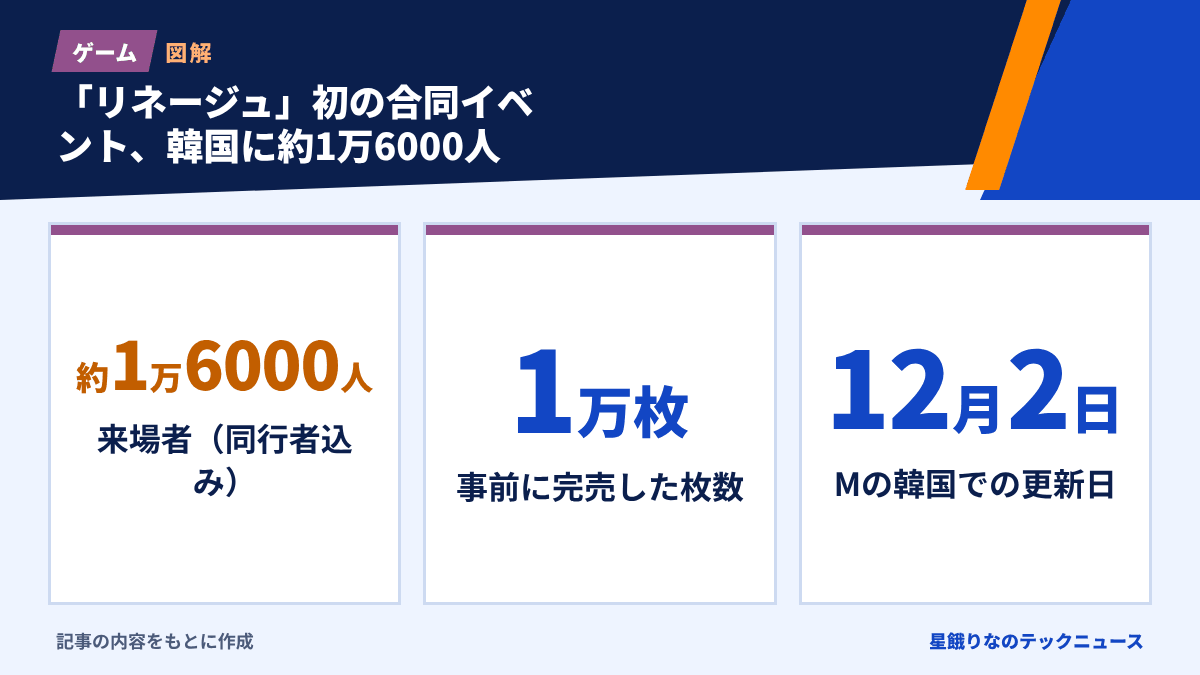 ゲーム 図解
「リネージュ」初の合同イベ
ント、韓国に約1万6000人
約1万6000人
来場者（同行者込
み）
1万枚
事前に完売した枚数
12月2日
Mの韓国での更新日
記事の内容をもとに作成
星餓りなのテックニュース